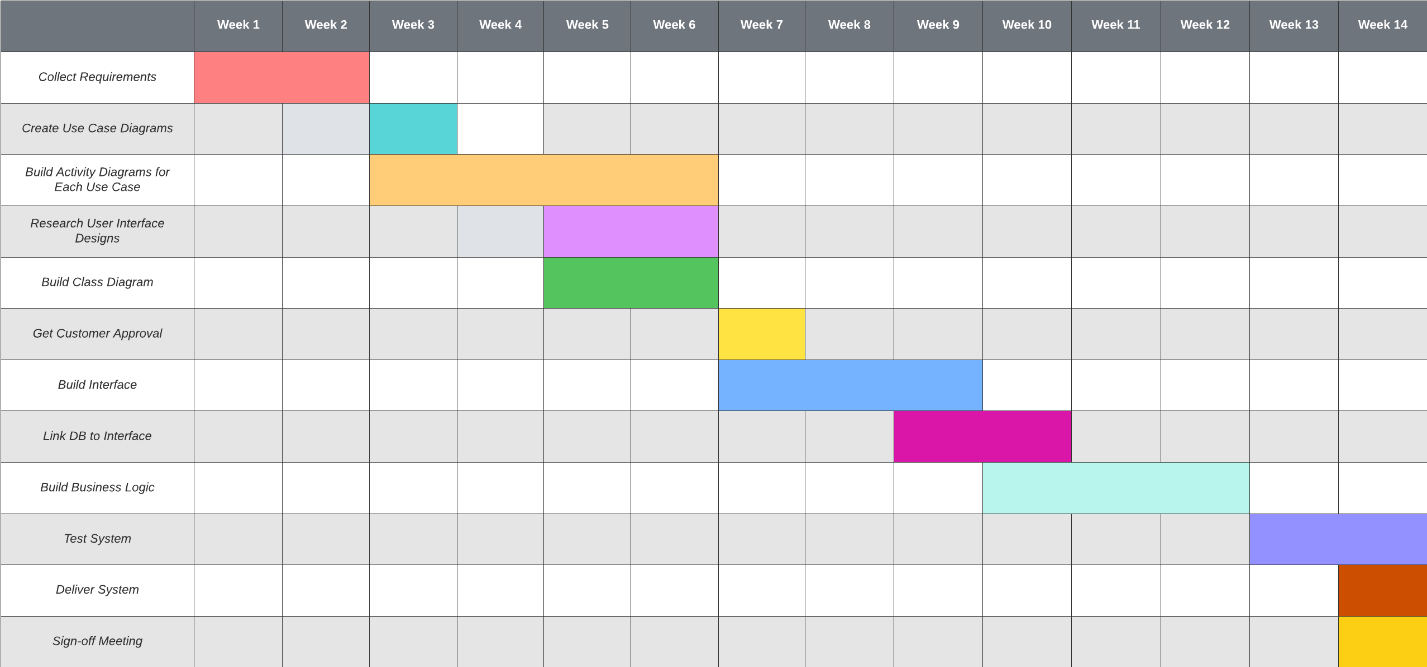 Week 1 Week 2 Week 3 Week 4 Week 5 Week 6 Week 7 Week 8 Week 9 Week 10 Week 11 Week 12 Week 13 Week 14
Collect Requirements
Create Use Case Diagrams
Build Activity Diagrams for
Each Use Case
Research User Interface
Designs
Build Class Diagram
Get Customer Approval
Build Interface
Link DB to Interface
Build Business Logic
Test System
Deliver System
Sign-off Meeting